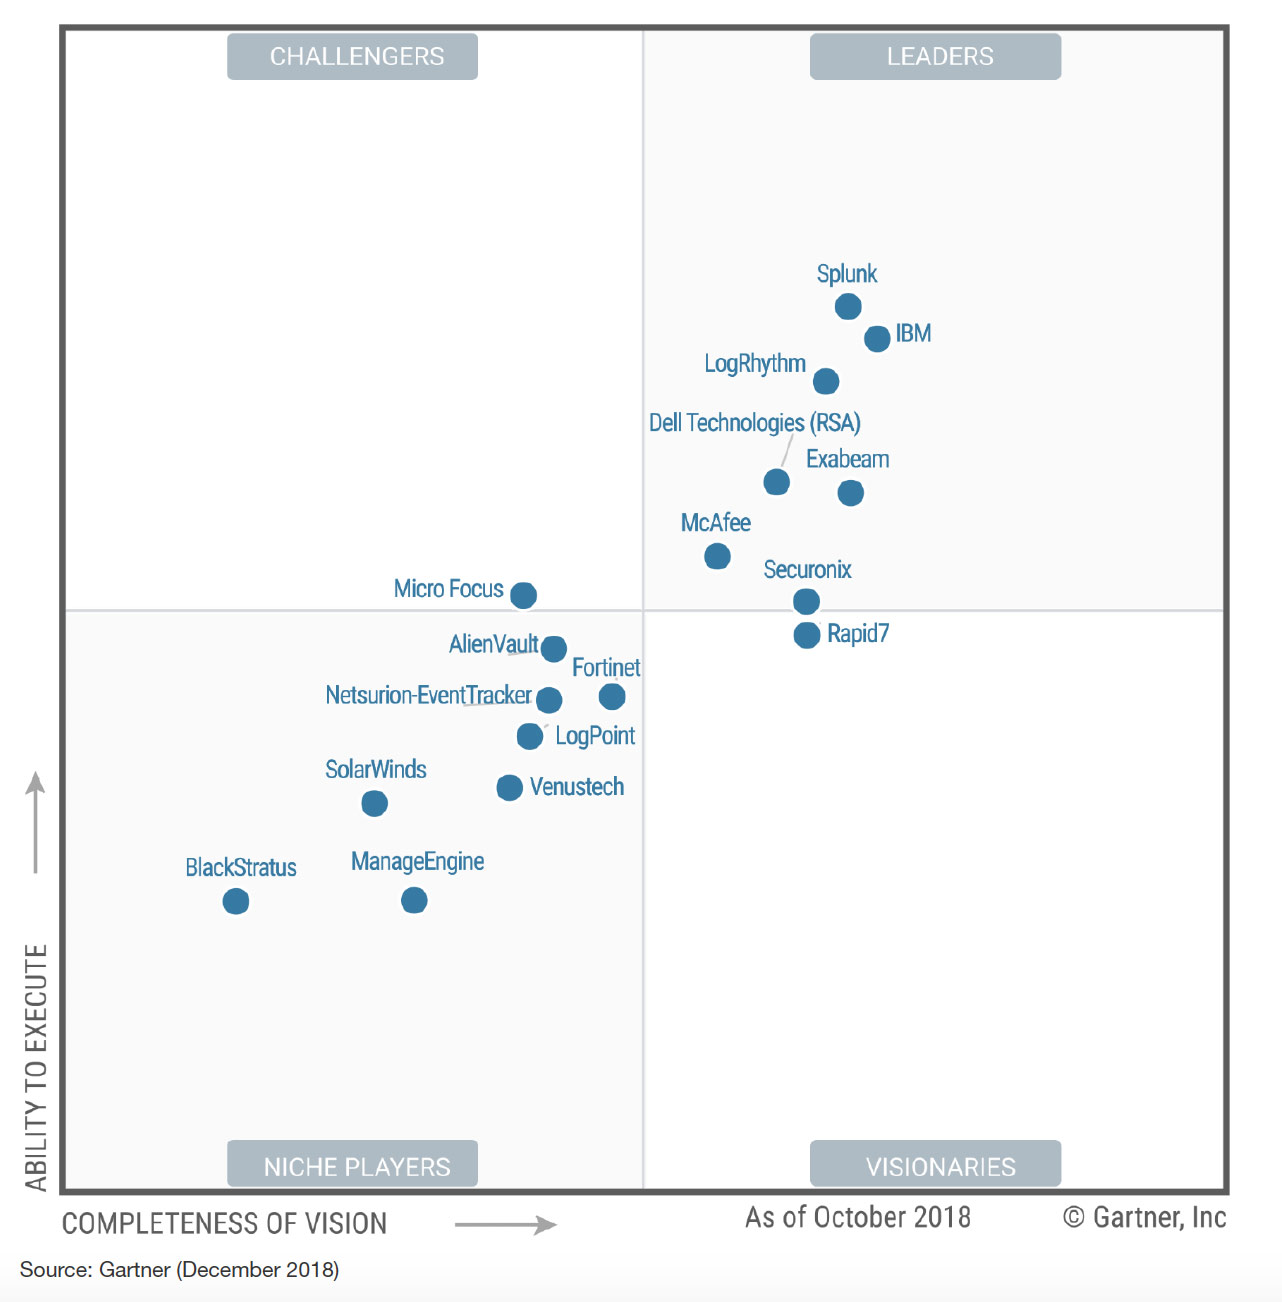 CHALLENGERS
LEADERS
Splunk
IBM
LogRhythm
Dell Technologies (RSA)
Exabeam
McAfee
Securonix
Micro Focus
Rapid7
AlienVault
Fortinet
Netsurion-EventTracker
LogPoint
SolarWinds
Venustech
BlackStratus
ManageEngine
ABILITY TO EXECUTE
NICHE PLAYERS
VISIONARIES
COMPLETENESS OF VISION
As of October 2018
© Gartner, Inc
Source: Gartner (December 2018)